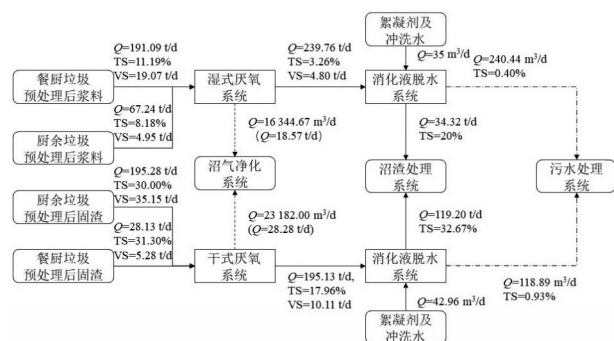 Q=191.09 t/d
TS=11.19%
VS=19.07 t/d
餐厨垃圾
预处理后浆料
Q=67.24 t/d
TS=8.18%
VS=4.95 t/d
厨余垃圾
预处理后浆料
Q=195.28 t/d
TS=30.00%
VS=35.15 t/d
厨余垃圾
预处理后固渣
Q=28.13 t/d
TS=31.30%
VS=5.28 t/d
餐厨垃圾
预处理后固渣
湿式厌氧
系统
Q=16 344.67 m³/d
(Q=18.57 t/d)
沼气净化
系统
Q=23 182.00 m³/d
(Q=28.28 t/d)
干式厌氧
系统
Q=239.76 t/d
TS=3.26%
VS=4.80 t/d
Q=195.13 t/d,
TS=17.96%
VS=10.11 t/d
絮凝剂及
冲洗水
Q=35 m³/d
消化液脱水
系统
Q=34.32 t/d
TS=20%
沼渣处理
系统
Q=119.20 t/d
TS=32.67%
消化液脱水
系统
Q=42.96 m³/d
絮凝剂及
冲洗水
Q=240.44 m³/d
TS=0.40%
污水处理
系统
Q=118.89 m³/d
TS=0.93%